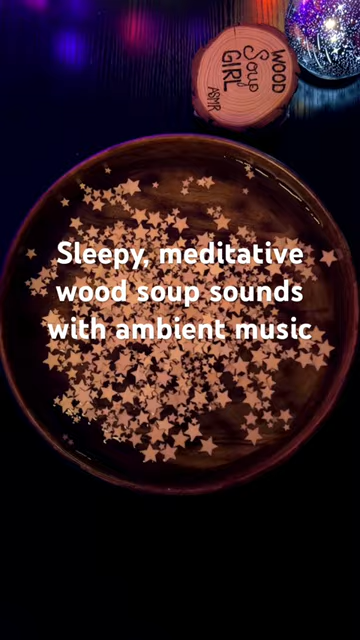 WOOD
Soup
GIRL
ASMR
Sleepy, meditative
wood soup sounds
with ambient music